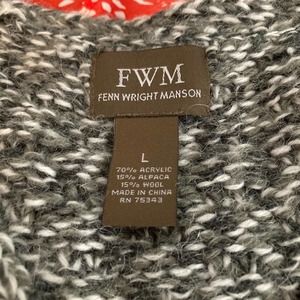 FWM
FENN WRIGHT MANSON
L
70% ACRYLIC
15% ALPACA
15% WOOL
MADE IN CHINA
RN 75343